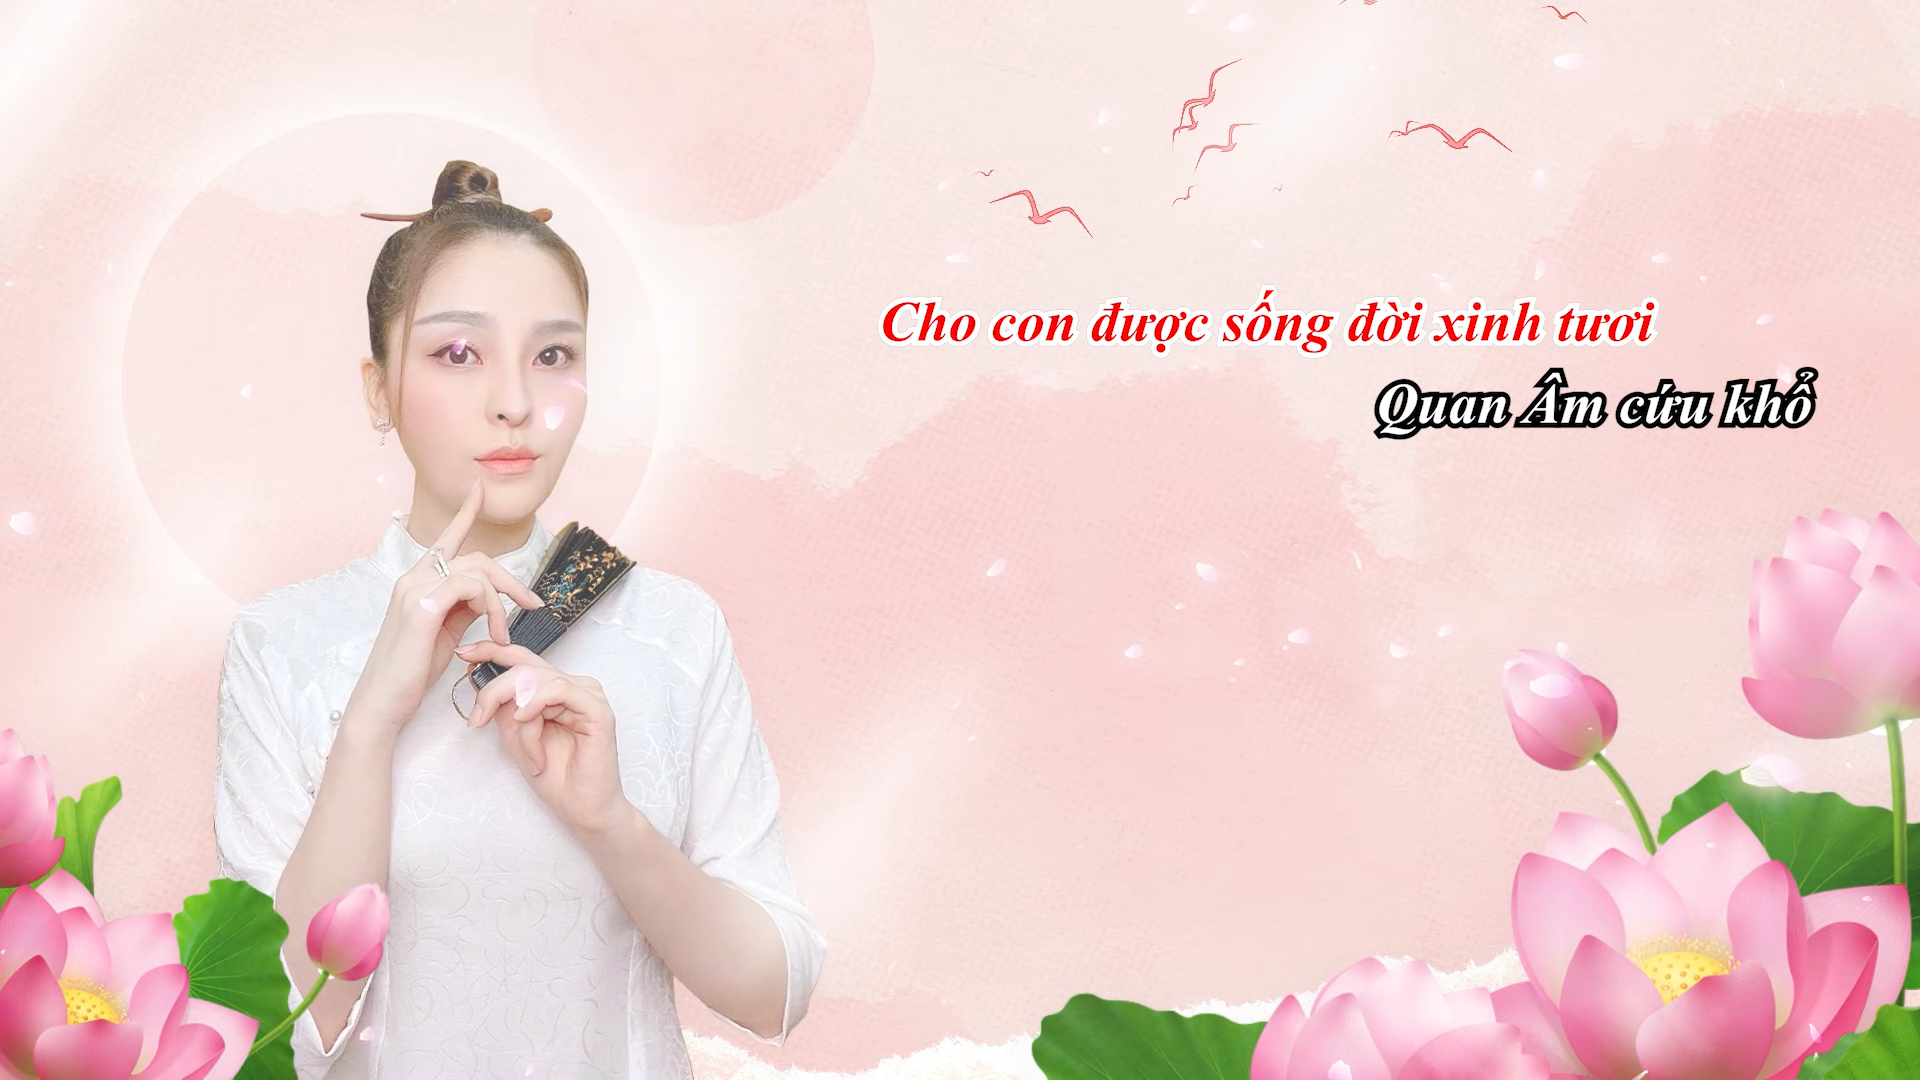 Cho con được sống đời xinh tươi
Quan Âm cứu khổ